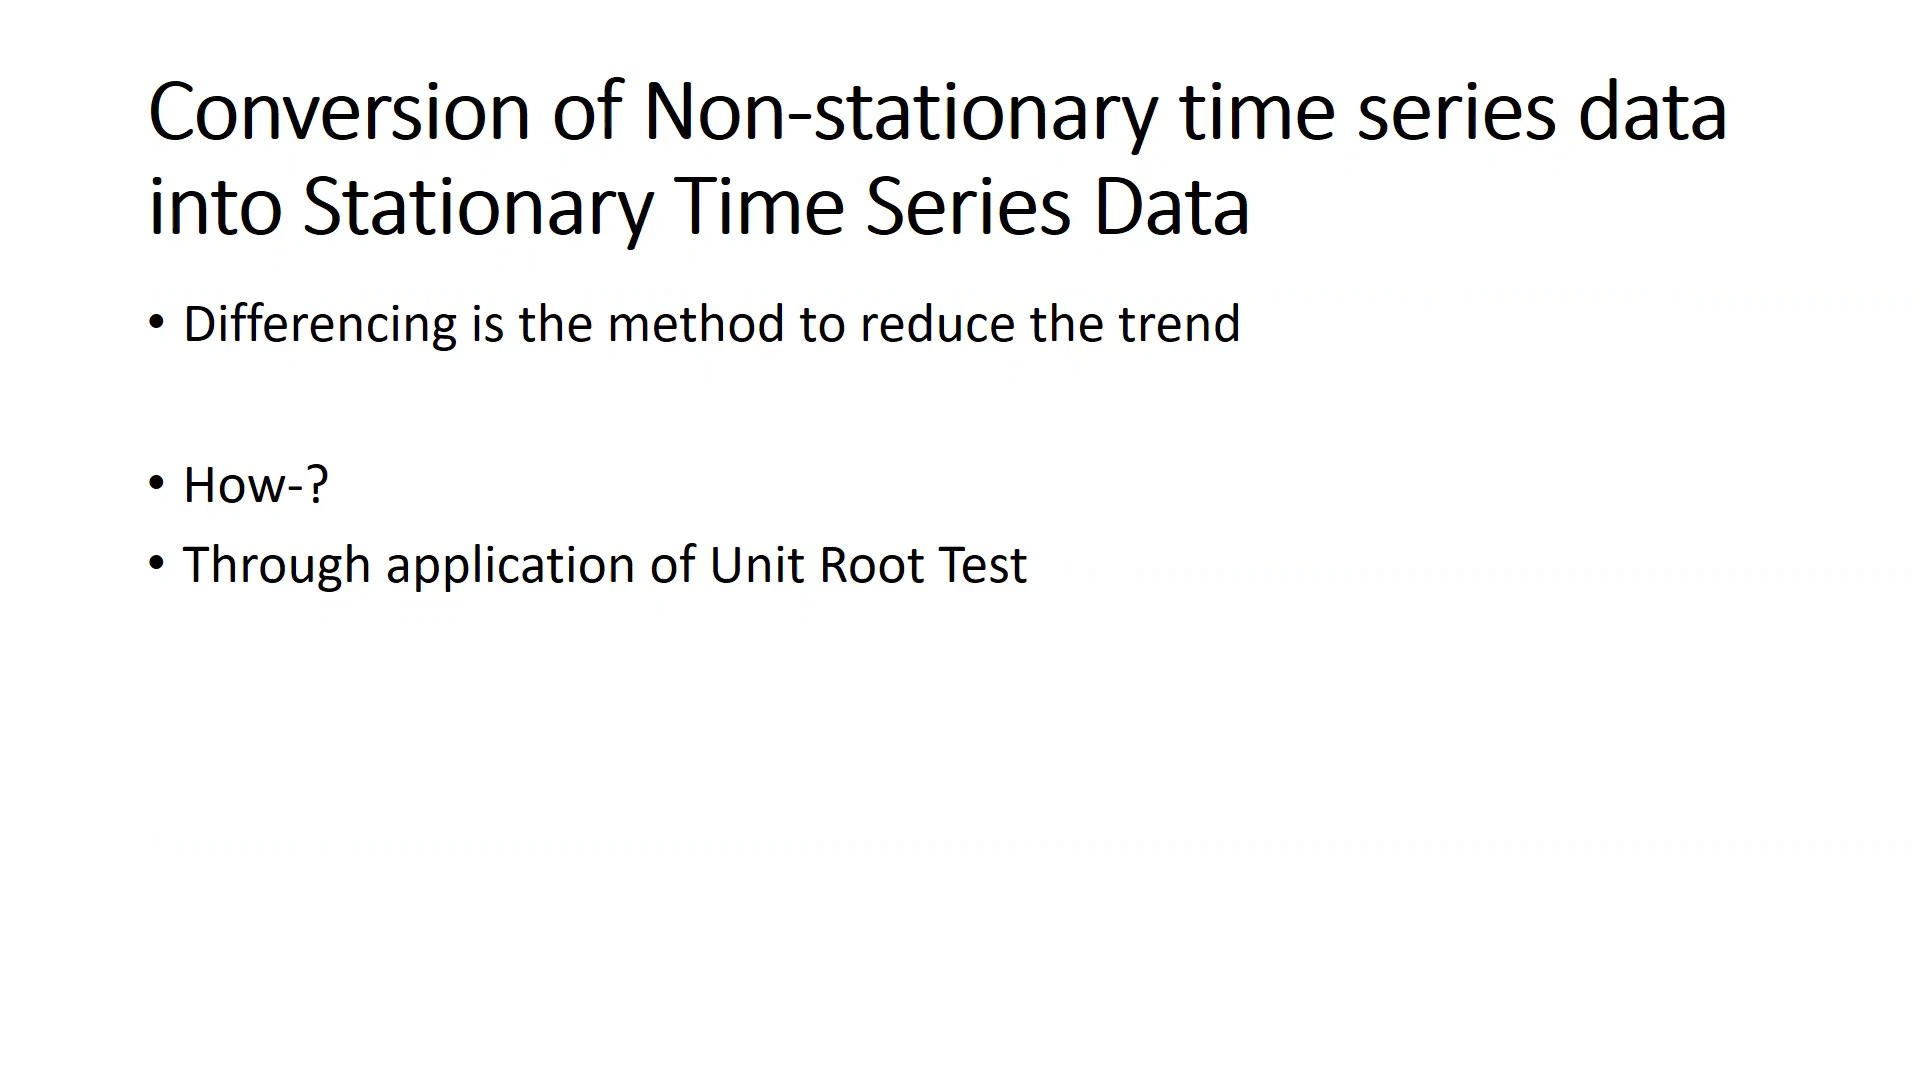 Conversion of Non-stationary time series data
into Stationary Time Series Data
• Differencing is the method to reduce the trend
• How-?
• Through application of Unit Root Test